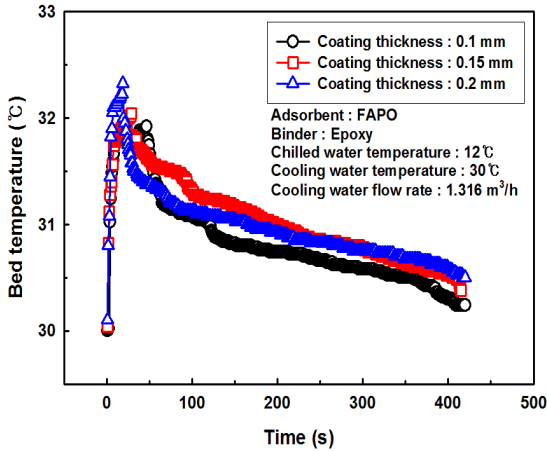 33
32
31
30
0
100
200
300
400
500
Bed temperature (℃)
Time (s)
Coating thickness : 0.1 mm
Coating thickness : 0.15 mm
Coating thickness : 0.2 mm
Adsorbent : FAPO
Binder : Epoxy
Chilled water temperature : 12℃
Cooling water temperature : 30℃
Cooling water flow rate : 1.316 m³/h